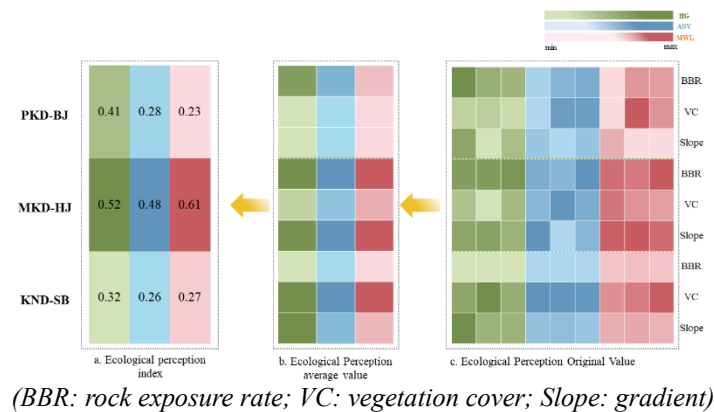 HG
ASV
MWL
min max
PKD-BJ
0.41 0.28 0.23
MKD-HJ
0.52 0.48 0.61
KND-SB
0.32 0.26 0.27
BBR
VC
Slope
BBR
VC
Slope
BBR
VC
Slope
a. Ecological perception
index
b. Ecological Perception
average value
c. Ecological Perception Original Value
(BBR: rock exposure rate; VC: vegetation cover; Slope: gradient)